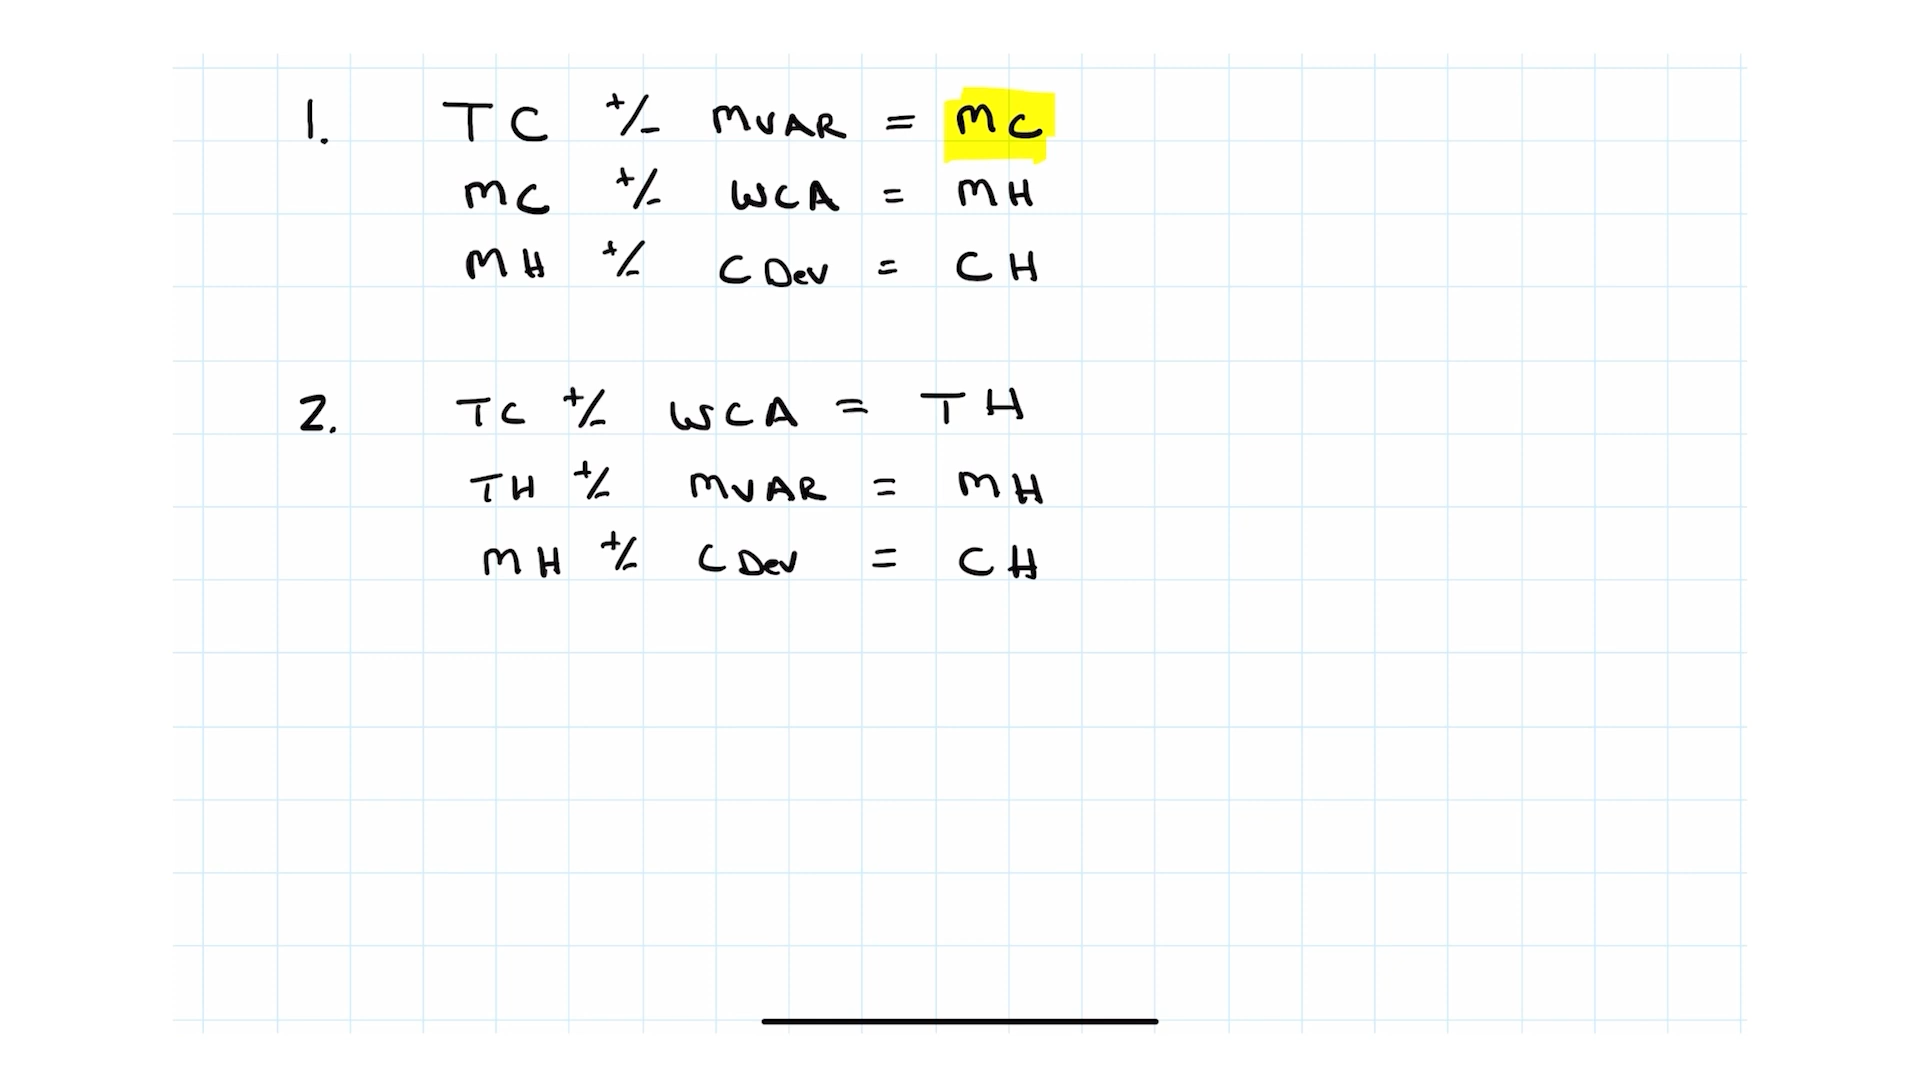 1. TC +/- MVAR = MC
MC +/- WCA = MH
MH +/- CDev = CH
2. TC +/- WCA = TH
TH +/- MVAR = MH
MH +/- CDev = CH